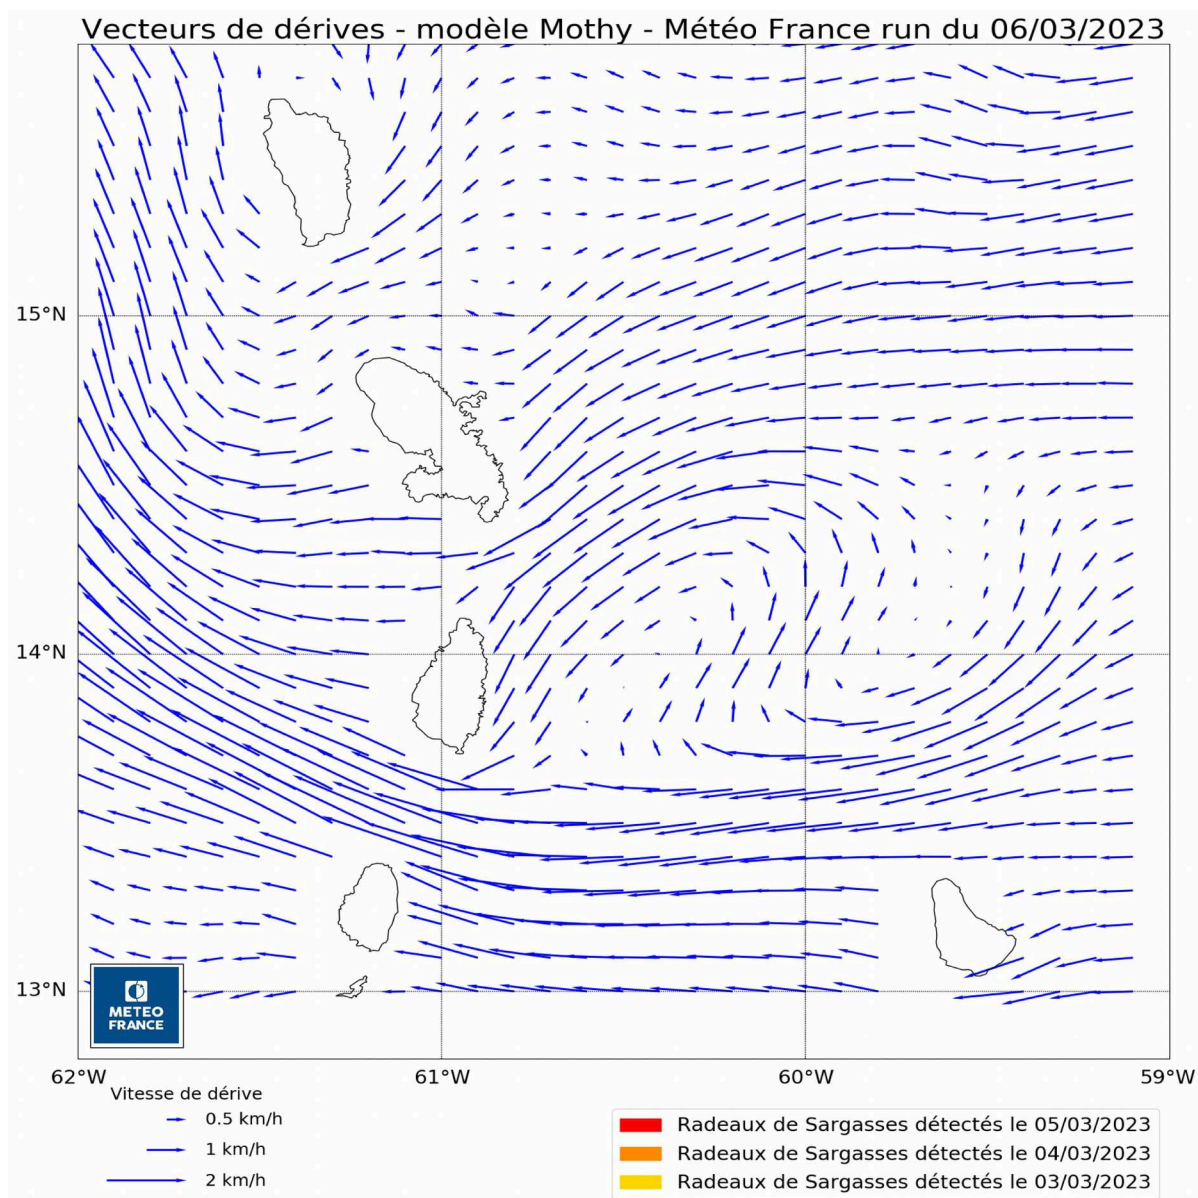 Vecteurs de dérives - modèle Mothy - Météo France run du 06/03/2023
15°N
14°N
13°N
METEO
FRANCE
62°W 61°W 60°W 59°W
Vitesse de dérive
0.5 km/h
1 km/h
2 km/h
Radeaux de Sargasses détectés le 05/03/2023
Radeaux de Sargasses détectés le 04/03/2023
Radeaux de Sargasses détectés le 03/03/2023